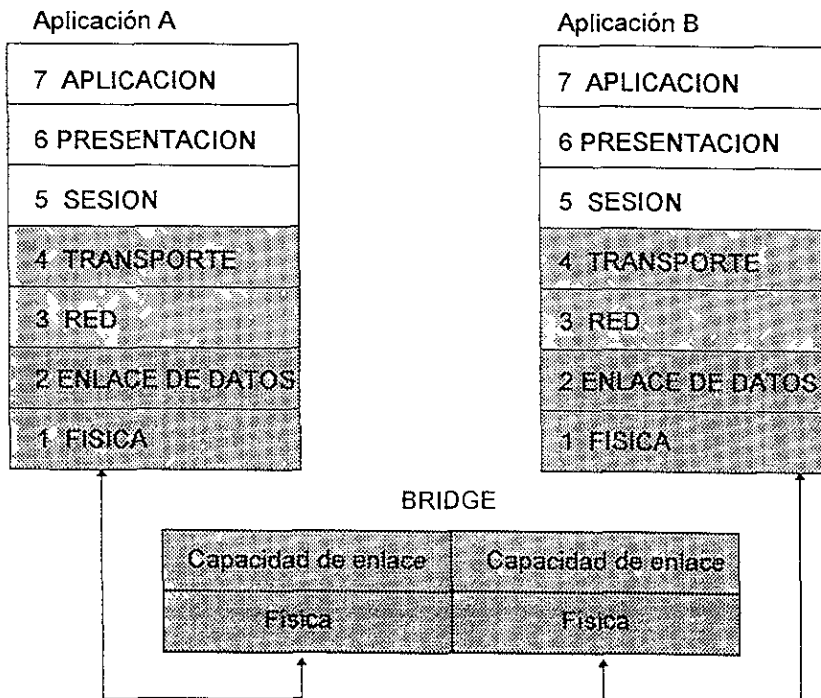 Aplicación A
7 APLICACION
6 PRESENTACION
5 SESION
4 TRANSPORTE
3 RED
2 ENLACE DE DATOS
1 FISICA
Aplicación B
7 APLICACION
6 PRESENTACION
5 SESION
4 TRANSPORTE
3 RED
2 ENLACE DE DATOS
1 FISICA
BRIDGE
Capacidad de enlace
Capacidad de enlace
Física
Física